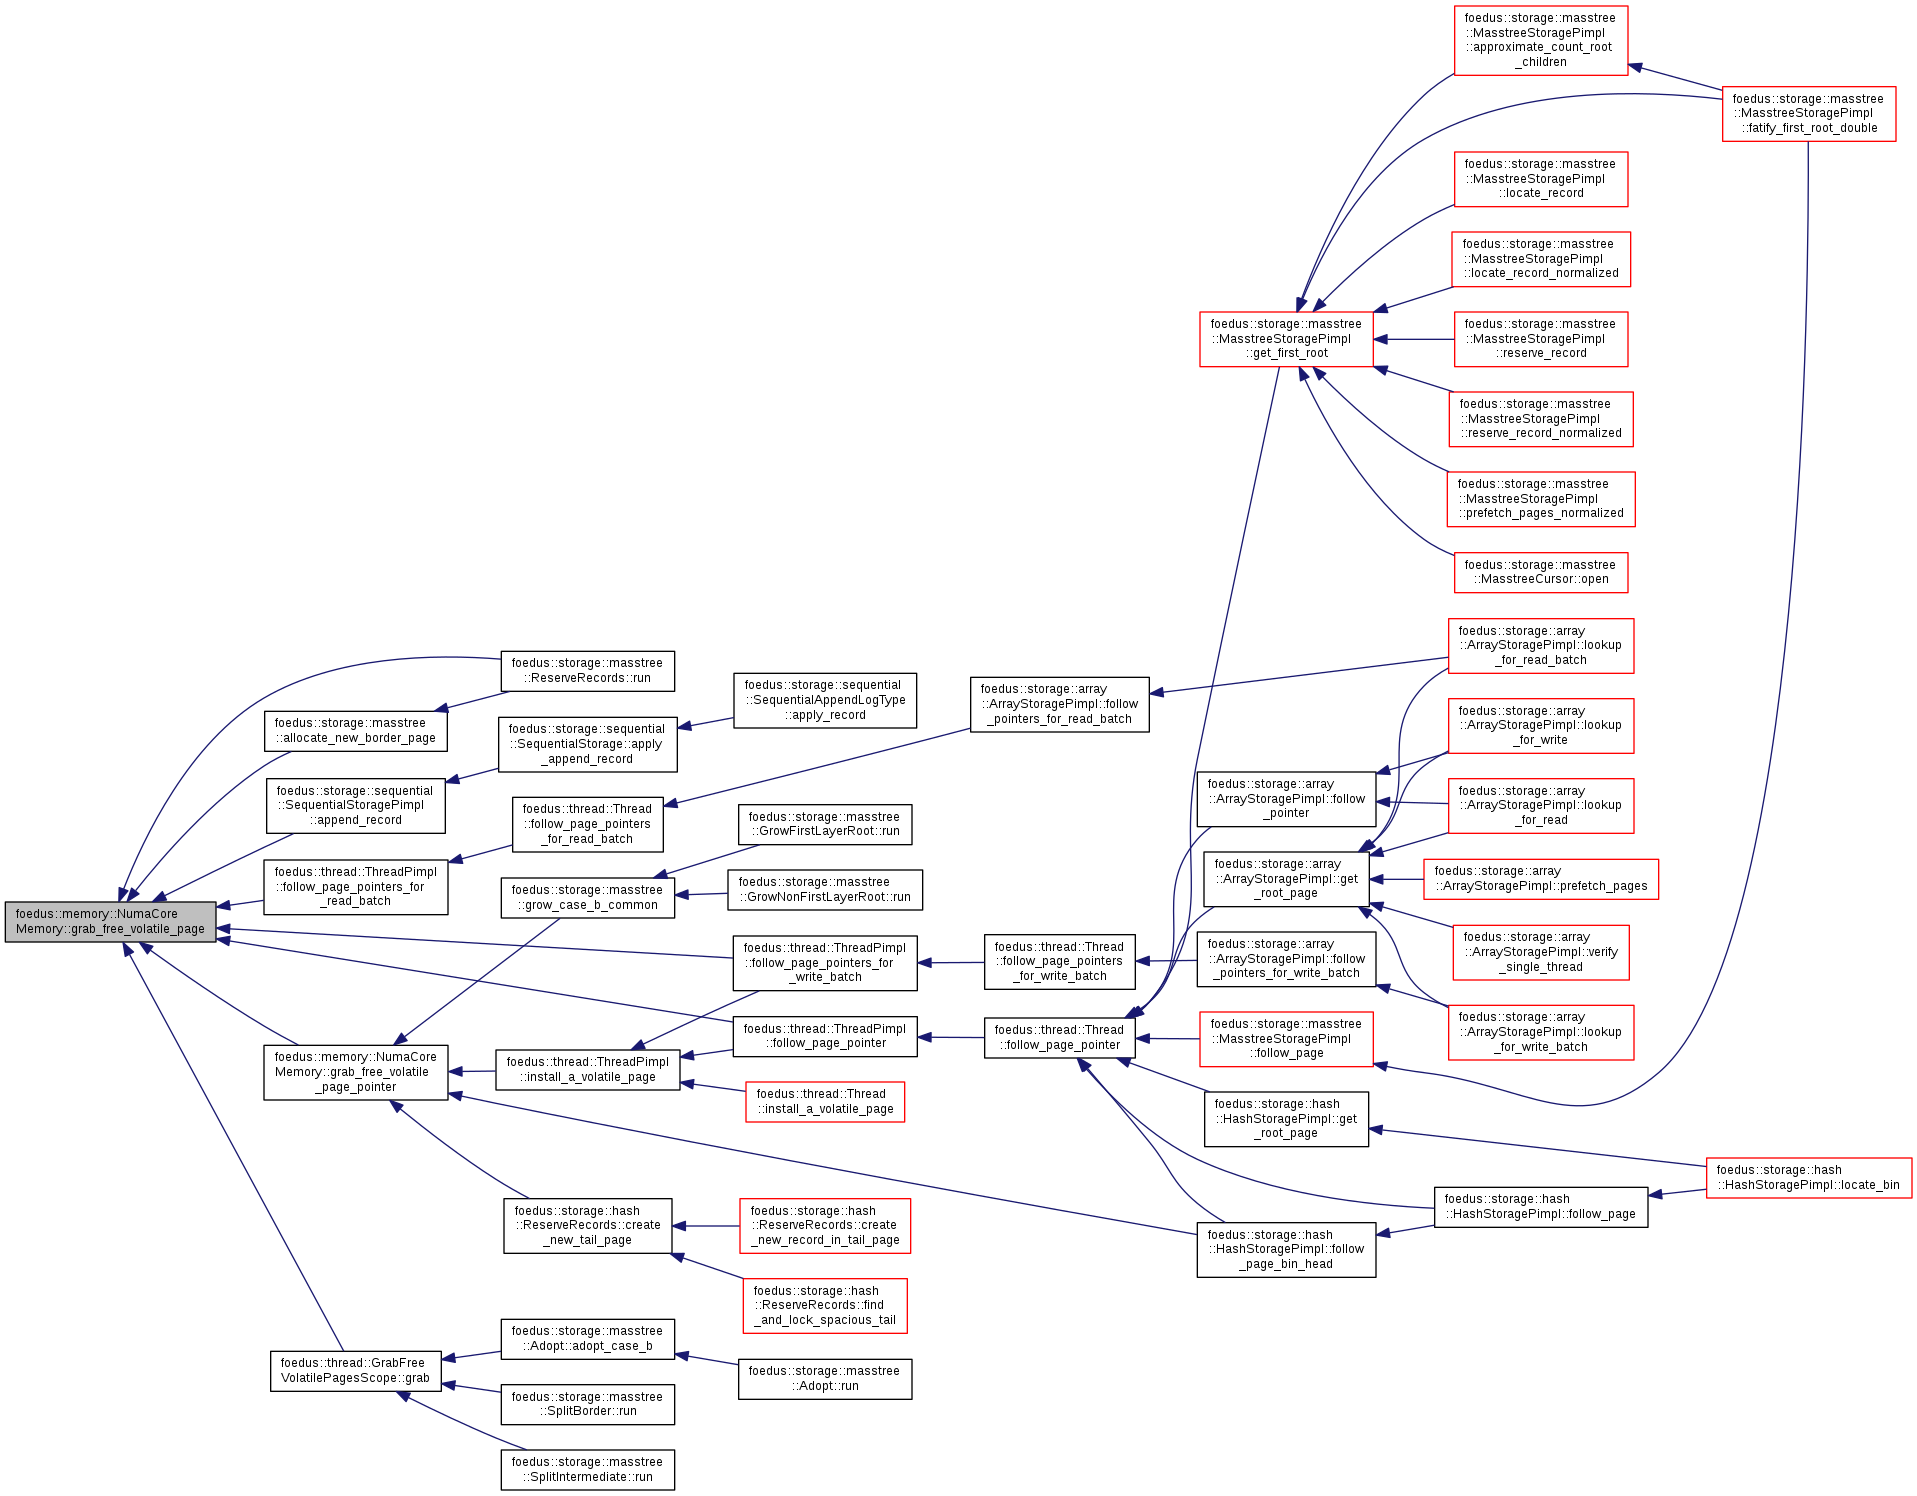 foedus::storage::masstree
::MasstreeStoragePimpl
::approximate_count_root
_children
foedus::storage::masstree
::MasstreeStoragePimpl
::fatify_first_root_double
foedus::storage::masstree
::MasstreeStoragePimpl
::locate_record
foedus::storage::masstree
::MasstreeStoragePimpl
::locate_record_normalized
foedus::storage::masstree
::MasstreeStoragePimpl
::get_first_root
foedus::storage::masstree
::MasstreeStoragePimpl
::reserve_record
foedus::storage::masstree
::MasstreeStoragePimpl
::reserve_record_normalized
foedus::storage::masstree
::MasstreeStoragePimpl
::prefetch_pages_normalized
foedus::storage::masstree
::MasstreeCursor::open
foedus::storage::array
::ArrayStoragePimpl::lookup
_for_read_batch
foedus::storage::masstree
::ReserveRecords::run
foedus::storage::sequential
::SequentialAppendLogType
::apply_record
foedus::storage::array
::ArrayStoragePimpl::follow
_pointers_for_read_batch
foedus::storage::array
::ArrayStoragePimpl::lookup
_for_write
foedus::storage::masstree
::allocate_new_border_page
foedus::storage::sequential
::SequentialStorage::apply
_append_record
foedus::storage::sequential
::SequentialStoragePimpl
::append_record
foedus::storage::array
::ArrayStoragePimpl::follow
_pointer
foedus::storage::array
::ArrayStoragePimpl::lookup
_for_read
foedus::thread::Thread
::follow_page_pointers
_for_read_batch
foedus::storage::masstree
::GrowFirstLayerRoot::run
foedus::thread::ThreadPimpl
::follow_page_pointers_for
_read_batch
foedus::storage::array
::ArrayStoragePimpl::get
_root_page
foedus::storage::array
::ArrayStoragePimpl::prefetch_pages
foedus::storage::masstree
::grow_case_b_common
foedus::storage::masstree
::GrowNonFirstLayerRoot::run
foedus::memory::NumaCore
Memory::grab_free_volatile_page
foedus::thread::ThreadPimpl
::follow_page_pointers_for
_write_batch
foedus::thread::Thread
::follow_page_pointers
_for_write_batch
foedus::storage::array
::ArrayStoragePimpl::follow
_pointers_for_write_batch
foedus::storage::array
::ArrayStoragePimpl::verify
_single_thread
foedus::storage::array
::ArrayStoragePimpl::lookup
_for_write_batch
foedus::thread::ThreadPimpl
::follow_page_pointer
foedus::thread::Thread
::follow_page_pointer
foedus::storage::masstree
::MasstreeStoragePimpl
::follow_page
foedus::memory::NumaCore
Memory::grab_free_volatile
_page_pointer
foedus::thread::ThreadPimpl
::install_a_volatile_page
foedus::thread::Thread
::install_a_volatile_page
foedus::storage::hash
::HashStoragePimpl::get
_root_page
foedus::storage::hash
::HashStoragePimpl::locate_bin
foedus::storage::hash
::HashStoragePimpl::follow_page
foedus::storage::hash
::ReserveRecords::create
_new_tail_page
foedus::storage::hash
::ReserveRecords::create
_new_record_in_tail_page
foedus::storage::hash
::HashStoragePimpl::follow
_page_bin_head
foedus::storage::hash
::ReserveRecords::find
_and_lock_spacious_tail
foedus::storage::masstree
::Adopt::adopt_case_b
foedus::thread::GrabFree
VolatilePagesScope::grab
foedus::storage::masstree
::Adopt::run
foedus::storage::masstree
::SplitBorder::run
foedus::storage::masstree
::SplitIntermediate::run